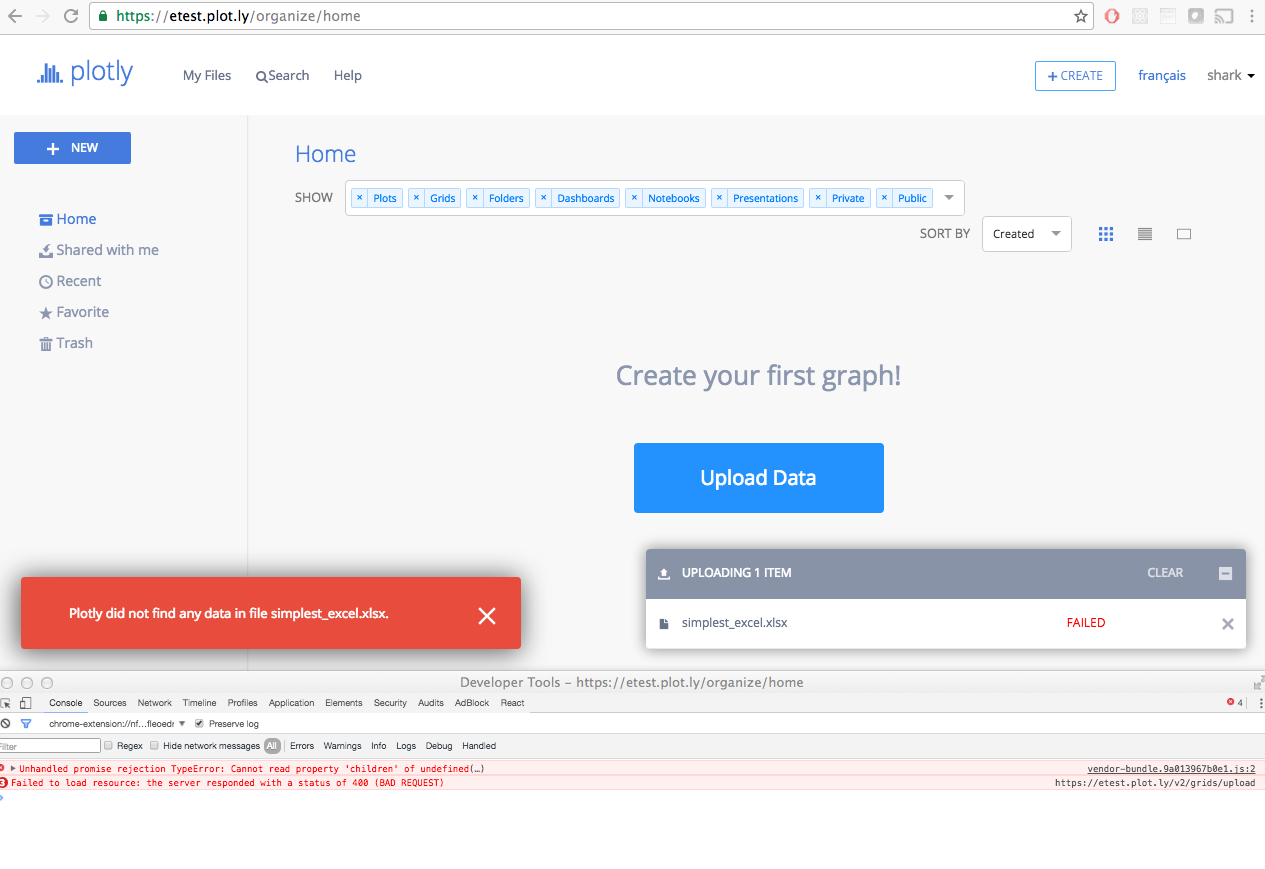 https://etest.plot.ly/organize/home
plotly
My Files
Search
Help
+ CREATE
français
shark
+ NEW
Home
Shared with me
Recent
Favorite
Trash
Home
SHOW
× Plots × Grids × Folders × Dashboards × Notebooks × Presentations × Private × Public
SORT BY
Created
Create your first graph!
Upload Data
UPLOADING 1 ITEM
CLEAR
simplest_excel.xlsx
FAILED
Plotly did not find any data in file simplest_excel.xlsx.
Developer Tools - https://etest.plot.ly/organize/home
Console Sources Network Timeline Profiles Application Elements Security Audits AdBlock React
4
chrome-extension://nf...fleoedr
Preserve log
Filter
Regex
Hide network messages
All
Errors Warnings Info Logs Debug Handled
Unhandled promise rejection TypeError: Cannot read property 'children' of undefined(…)
vendor-bundle.9a013967b0e1.js:2
3 Failed to load resource: the server responded with a status of 400 (BAD REQUEST)
https://etest.plot.ly/v2/grids/upload